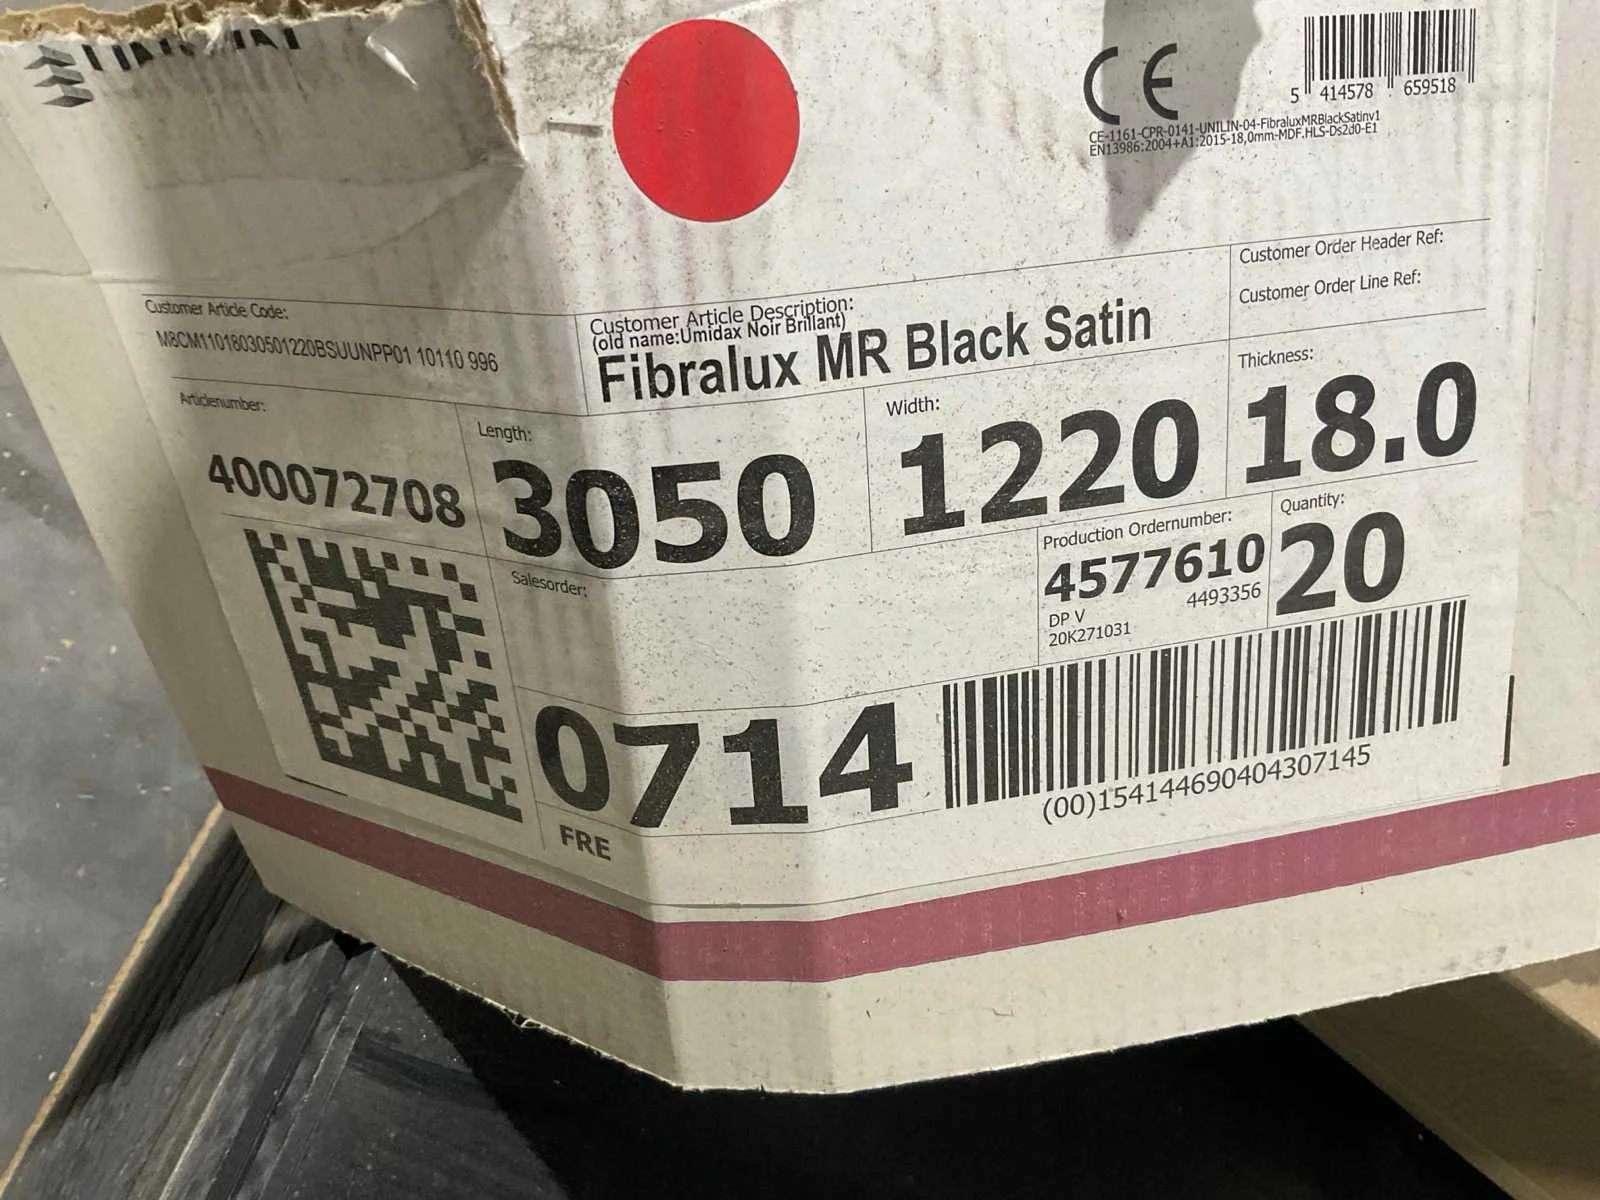 CE
5 414578 659518
CE-1161-CPR-0141-UNILIN-04-FibraluxMRBlackSatinv1
EN13986:2004+A1:2015-18,0mm-MDF.HLS-Ds2d0-E1
Customer Article Code:
M8CM11018030501220BSUUNPP01 10110 996
Customer Article Description:
(old name:Umidax Noir Brillant)
Fibralux MR Black Satin
Customer Order Header Ref:
Customer Order Line Ref:
Articlenumber:
400072708
Length:
3050
Width:
1220
Thickness:
18.0
Salesorder:
Production Ordernumber:
4577610
4493356
DP V
20K271031
Quantity:
20
0714
FRE
(00)154144690404307145